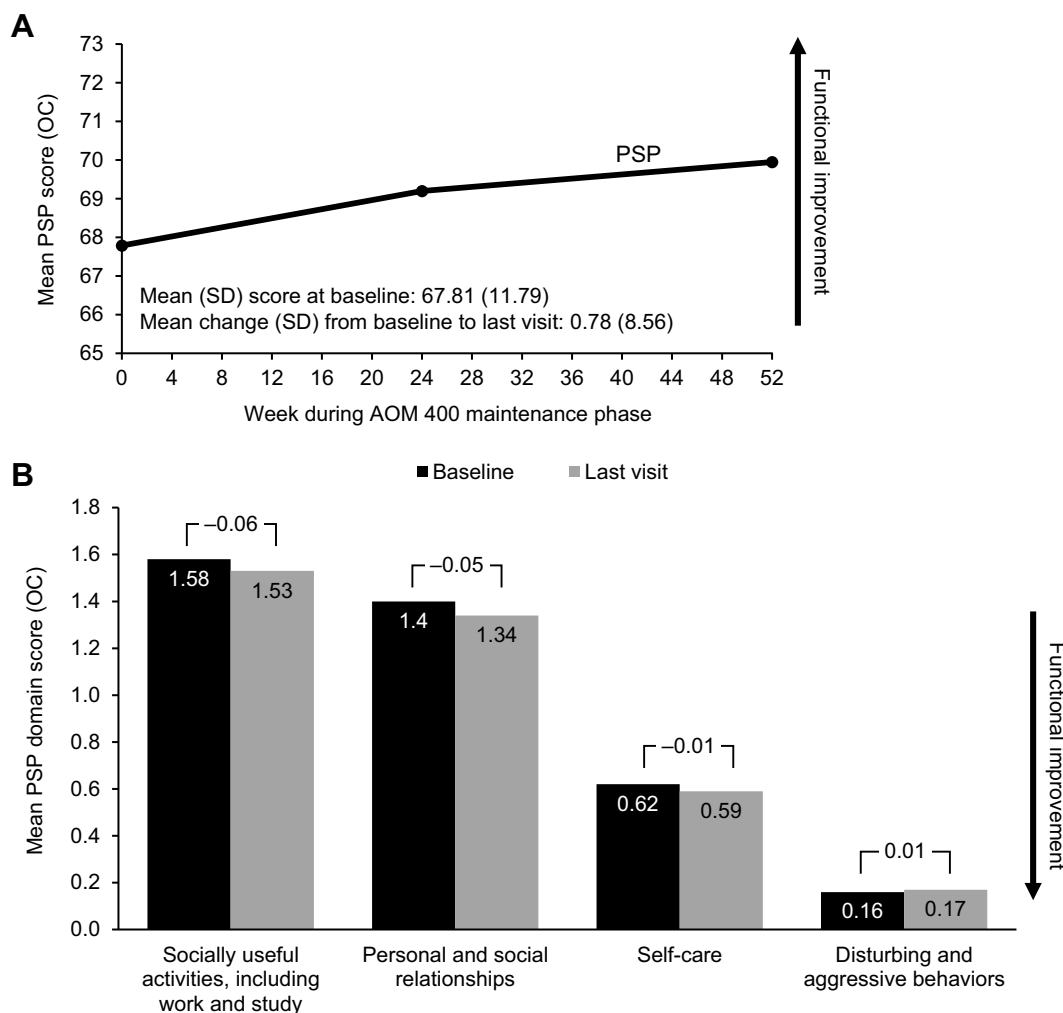 A
73
72
71
70
69
68
67
66
65
Mean PSP score (OC)
PSP
Mean (SD) score at baseline: 67.81 (11.79)
Mean change (SD) from baseline to last visit: 0.78 (8.56)
0 4 8 12 16 20 24 28 32 36 40 44 48 52
Week during AOM 400 maintenance phase
Functional improvement
B
Baseline Last visit
1.8
1.6
1.4
1.2
1.0
0.8
0.6
0.4
0.2
0.0
Mean PSP domain score (OC)
–0.06
1.58 1.53
–0.05
1.4 1.34
–0.01
0.62 0.59
0.01
0.16 0.17
Socially useful
activities, including
work and study
Personal and social
relationships
Self-care
Disturbing and
aggressive behaviors
Functional improvement